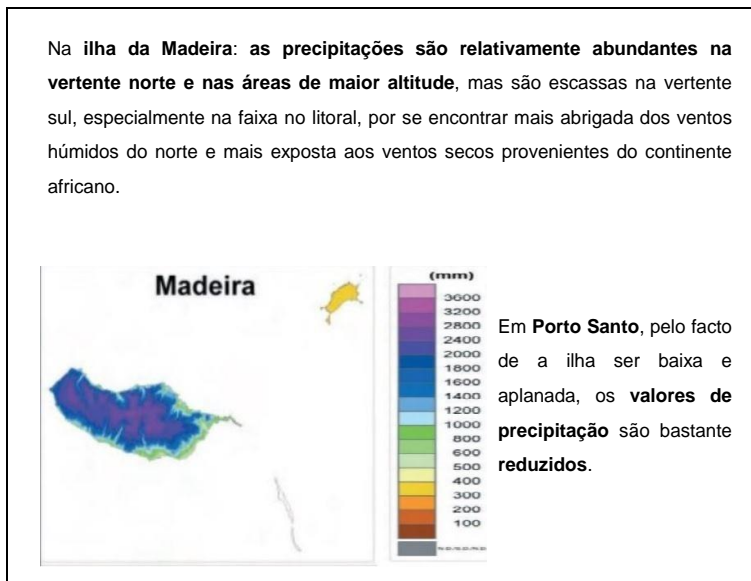 Na ilha da Madeira: as precipitações são relativamente abundantes na
vertente norte e nas áreas de maior altitude, mas são escassas na vertente
sul, especialmente na faixa no litoral, por se encontrar mais abrigada dos ventos
húmidos do norte e mais exposta aos ventos secos provenientes do continente
africano.
Madeira
(mm)
3600
3200
2800
2400
2000
1800
1600
1400
1200
1000
800
600
500
400
300
200
100
Em Porto Santo, pelo facto
de a ilha ser baixa e
aplanada, os valores de
precipitação são bastante
reduzidos.